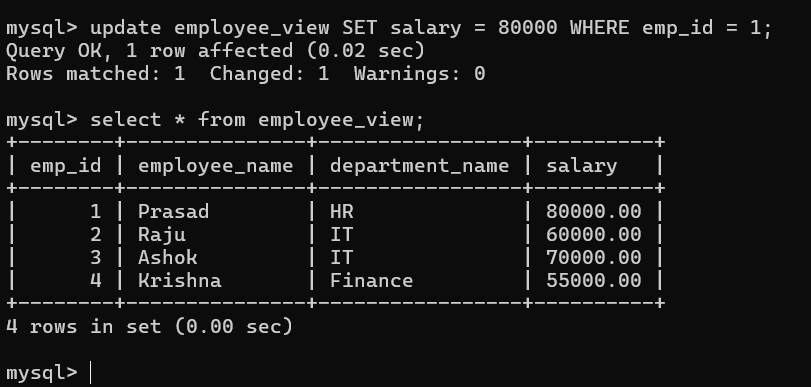 mysql> update employee_view SET salary = 80000 WHERE emp_id = 1;
Query OK, 1 row affected (0.02 sec)
Rows matched: 1  Changed: 1  Warnings: 0

mysql> select * from employee_view;
+--------+---------------+-----------------+----------+
| emp_id | employee_name | department_name | salary   |
+--------+---------------+-----------------+----------+
|      1 | Prasad        | HR              | 80000.00 |
|      2 | Raju          | IT              | 60000.00 |
|      3 | Ashok         | IT              | 70000.00 |
|      4 | Krishna       | Finance         | 55000.00 |
+--------+---------------+-----------------+----------+
4 rows in set (0.00 sec)

mysql>